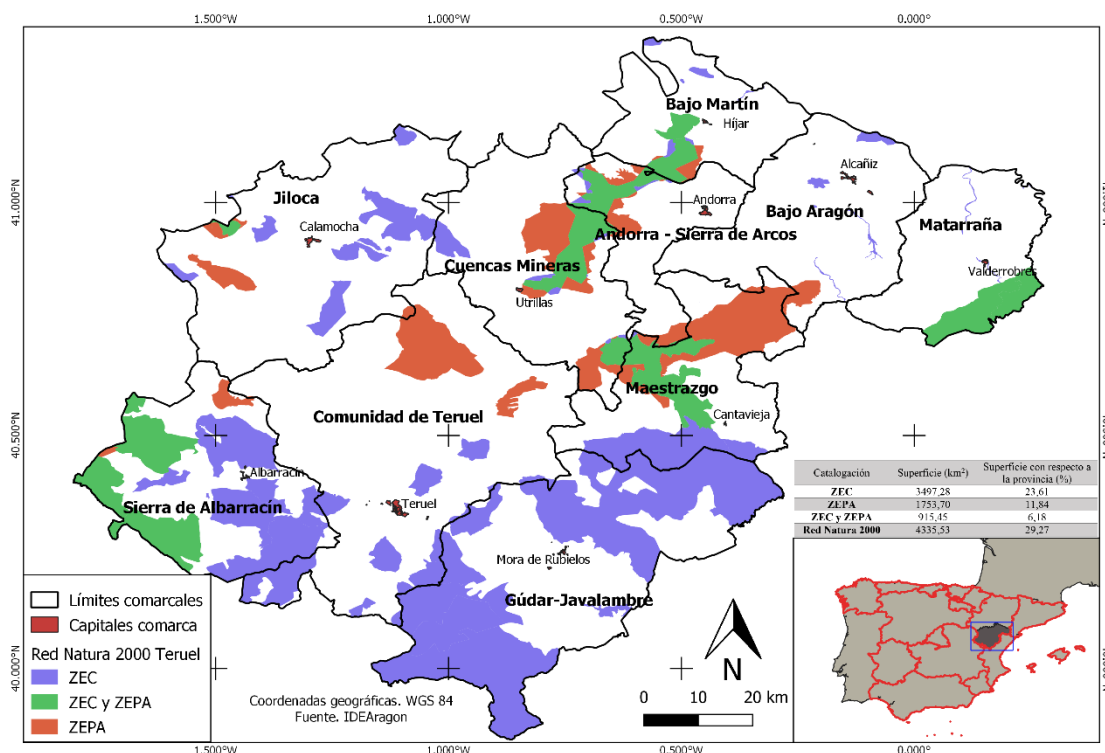 1.500°W 1.000°W 0.500°W 0.000°
Bajo Martín
Híjar
Alcañiz
41.000°N
Jiloca
Calamocha
Andorra
Bajo Aragón
Matarraña
Andorra - Sierra de Arcos
Cuencas Mineras
Valderrobres
Utrillas
Maestrazgo
Comunidad de Teruel
Cantavieja
40.500°N
Albarracín
Sierra de Albarracín
Teruel
Mora de Rubielos
Gúdar-Javalambre
40.000°N
Catalogación Superficie (km²) Superficie con respecto a
la provincia (%)
ZEC 3497,28 23,61
ZEPA 1753,70 11,84
ZEC y ZEPA 915,45 6,18
Red Natura 2000 4335,53 29,27
Límites comarcales
Capitales comarca
Red Natura 2000 Teruel
ZEC
ZEC y ZEPA
ZEPA
Coordenadas geográficas. WGS 84
Fuente. IDEAragon
N
0 10 20 km
1.500°W 1.000°W 0.500°W 0.000°